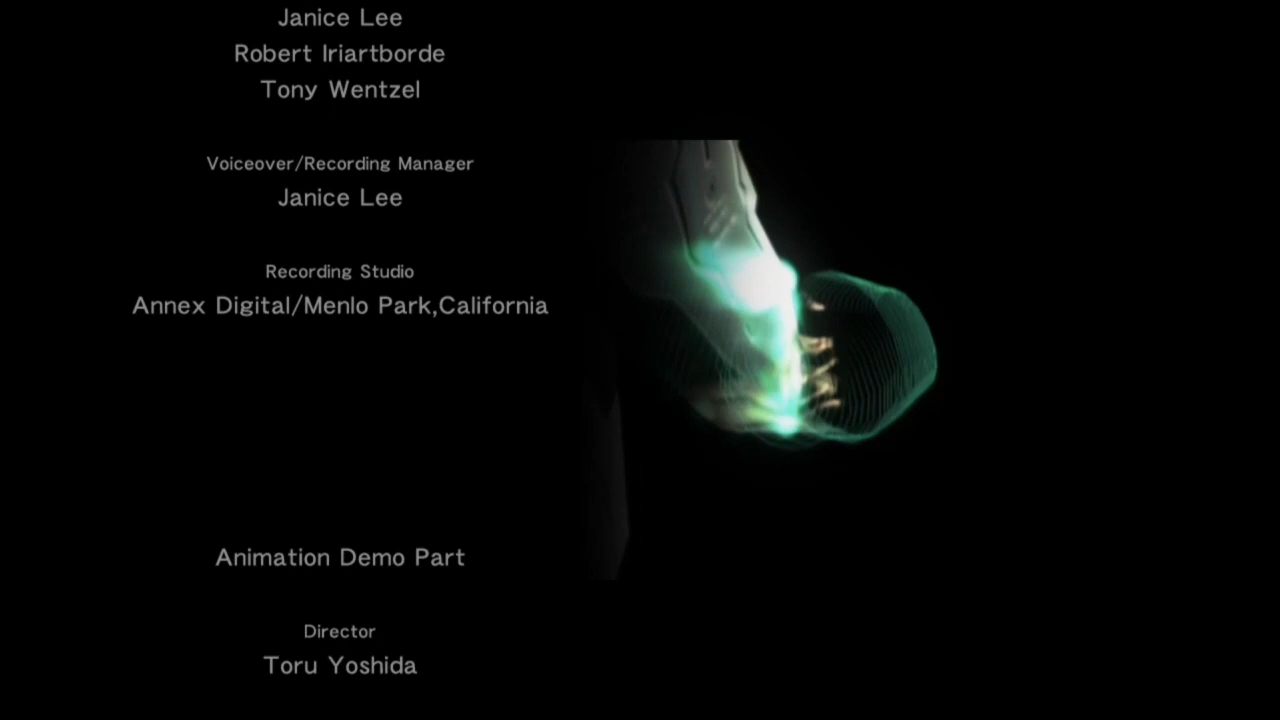 Janice Lee
Robert Iriartborde
Tony Wentzel
Voiceover/Recording Manager
Janice Lee
Recording Studio
Annex Digital/Menlo Park,California
Animation Demo Part
Director
Toru Yoshida